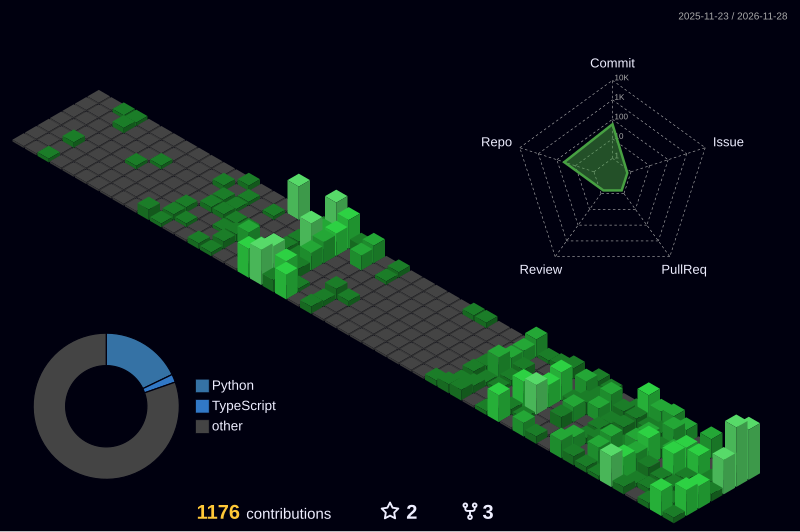 2025-11-23 / 2026-11-28
Commit
10K
1K
100
Repo
Issue
Review
PullReq
Python
TypeScript
other
1176 contributions
2
3